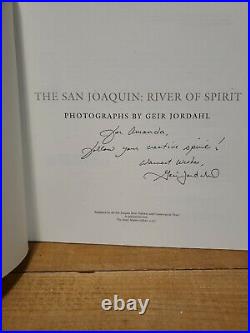 THE SAN JOAQUIN: RIVER OF SPIRIT
PHOTOGRAPHS BY GEIR JORDAHL
for Amanda,
follow your creative spirit!
Warmest Wishes,
Geir Jordahl